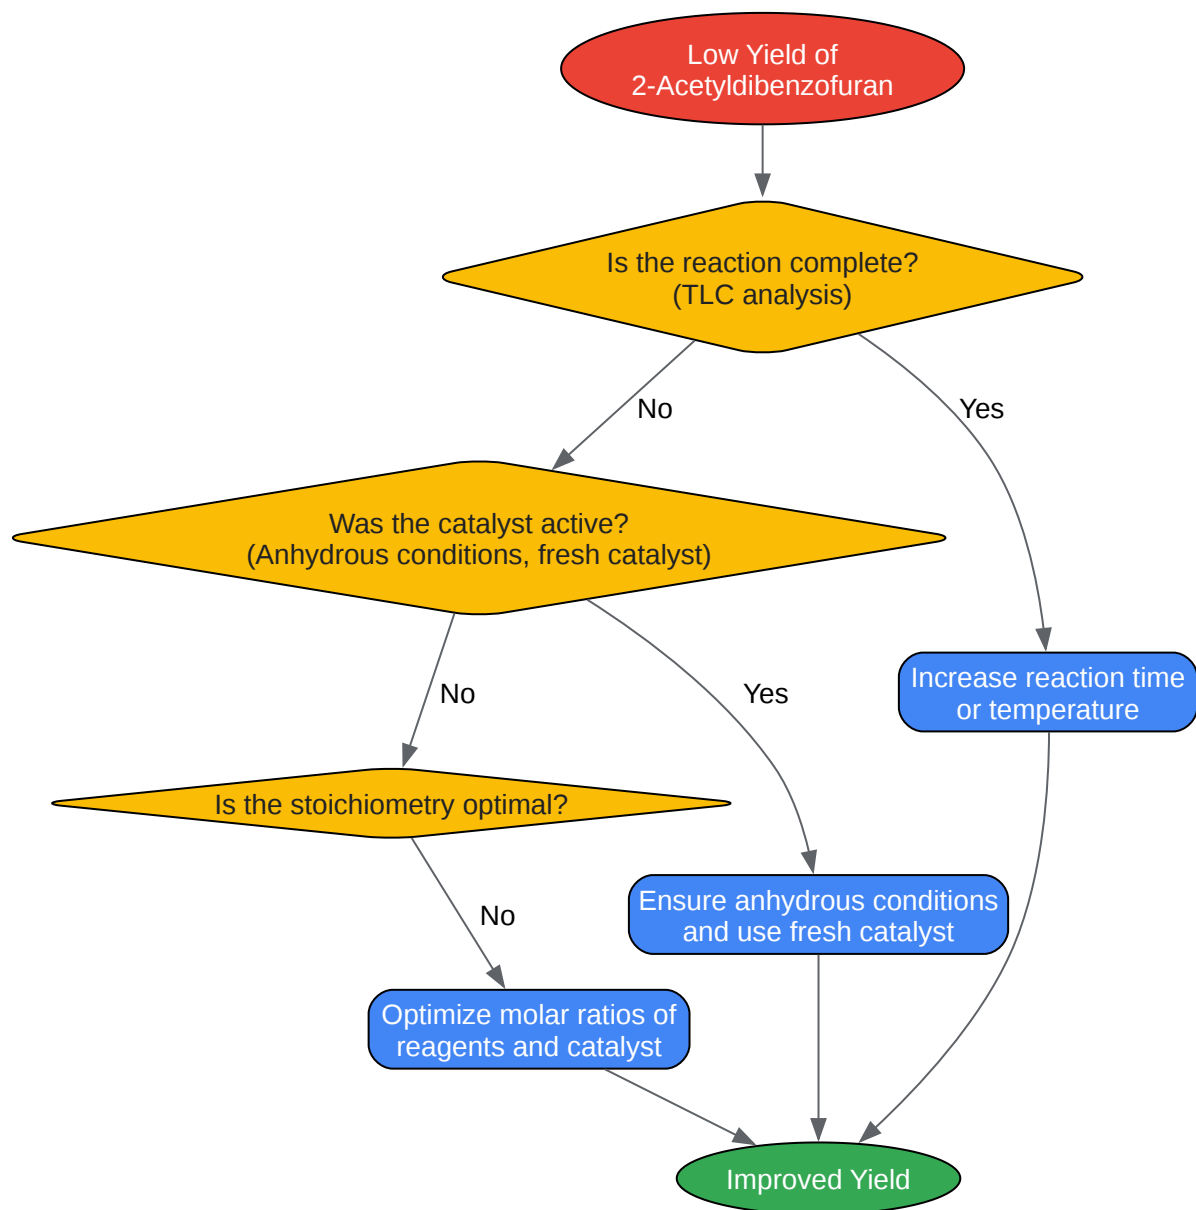 Low Yield of
2-Acetyldibenzofuran
Is the reaction complete?
(TLC analysis)
No
Yes
Was the catalyst active?
(Anhydrous conditions, fresh catalyst)
Increase reaction time
or temperature
No
Yes
Is the stoichiometry optimal?
Ensure anhydrous conditions
and use fresh catalyst
No
Optimize molar ratios of
reagents and catalyst
Improved Yield